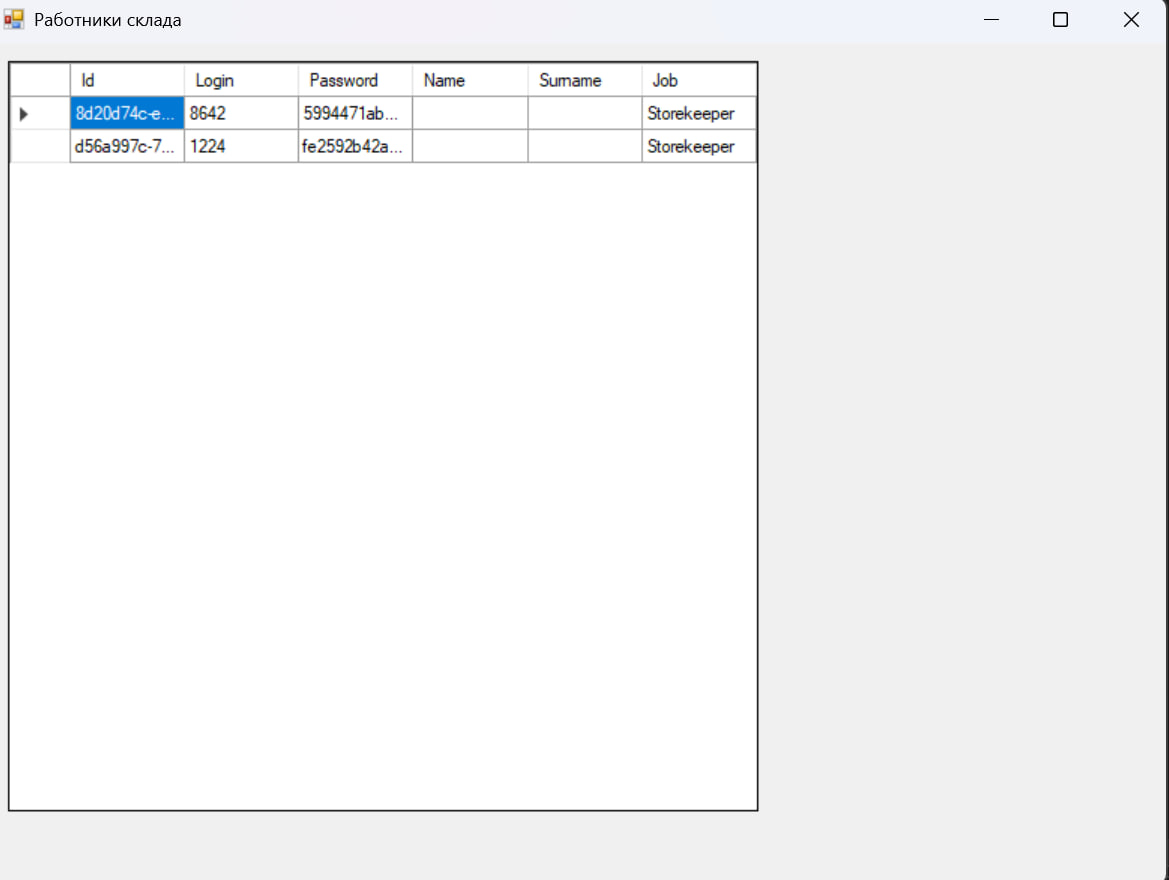 Работники склада
Id Login Password Name Surname Job
8d20d74c-e... 8642 5994471ab... Storekeeper
d56a997c-7... 1224 fe2592b42a... Storekeeper